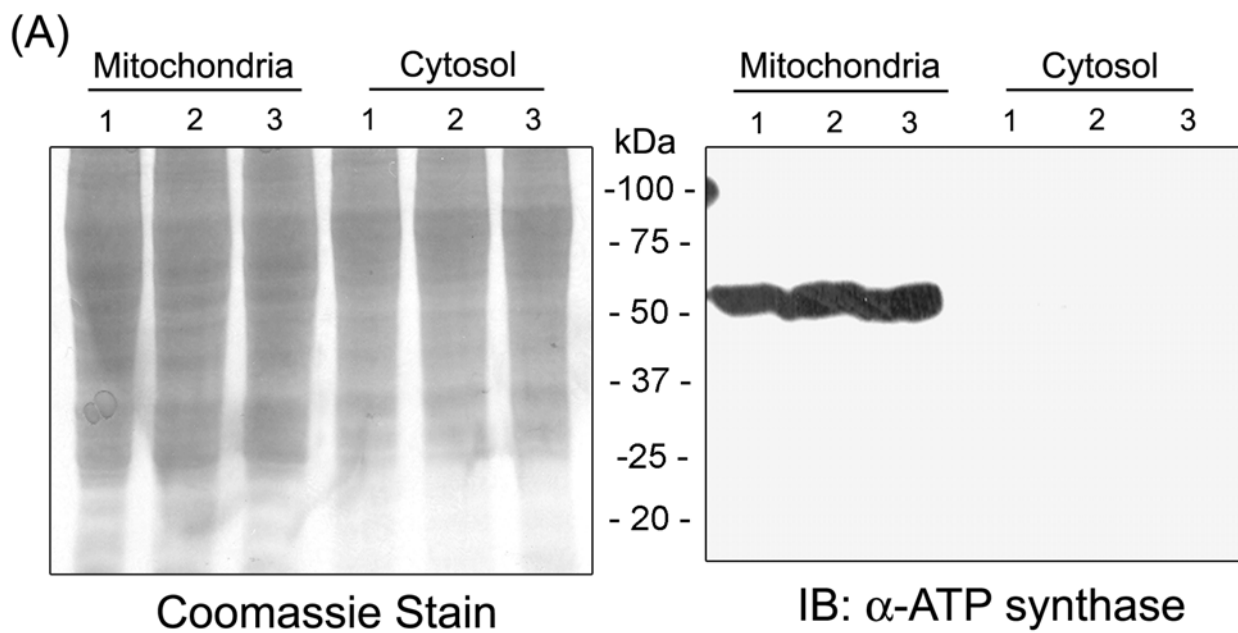 (A)
Mitochondria Cytosol Mitochondria Cytosol
1 2 3 1 2 3 1 2 3 1 2 3
kDa
-100 -
- 75 -
- 50 -
- 37 -
-25 -
- 20 -
Coomassie Stain IB: α-ATP synthase